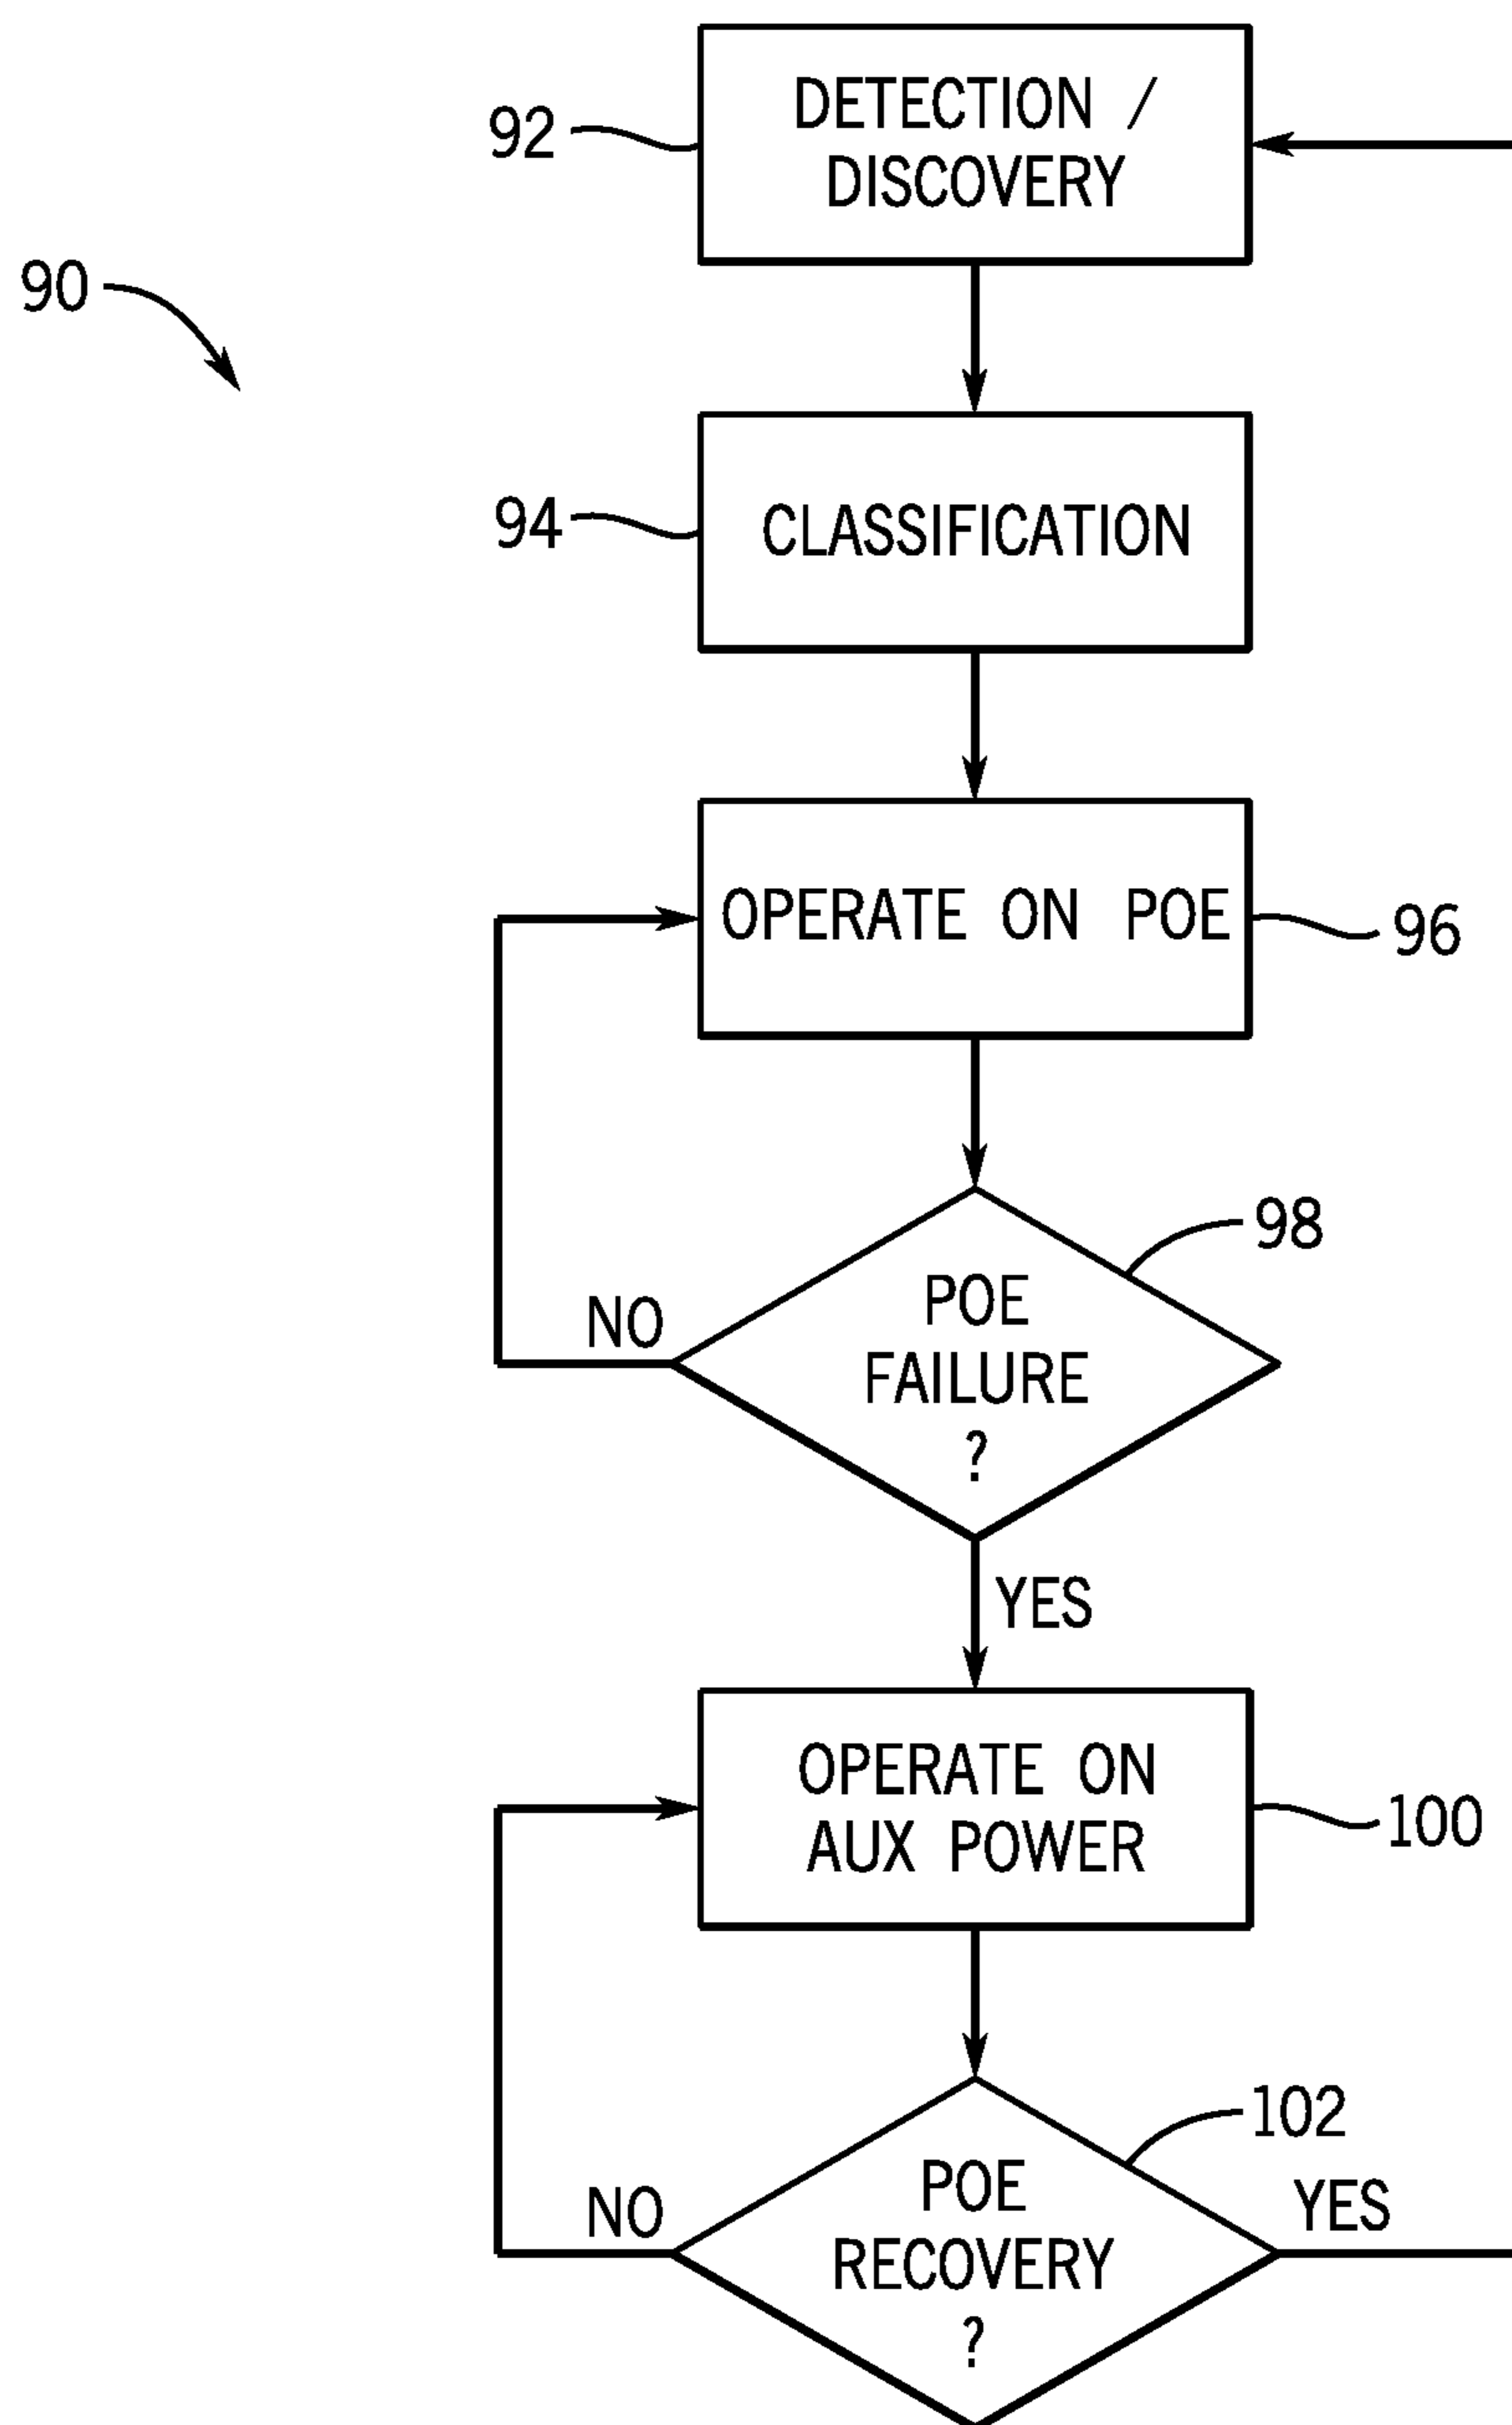 92
DETECTION /
DISCOVERY
90
94
CLASSIFICATION
OPERATE ON POE
96
98
POE
FAILURE
?
NO
YES
OPERATE ON
AUX POWER
100
102
POE
RECOVERY
?
NO
YES